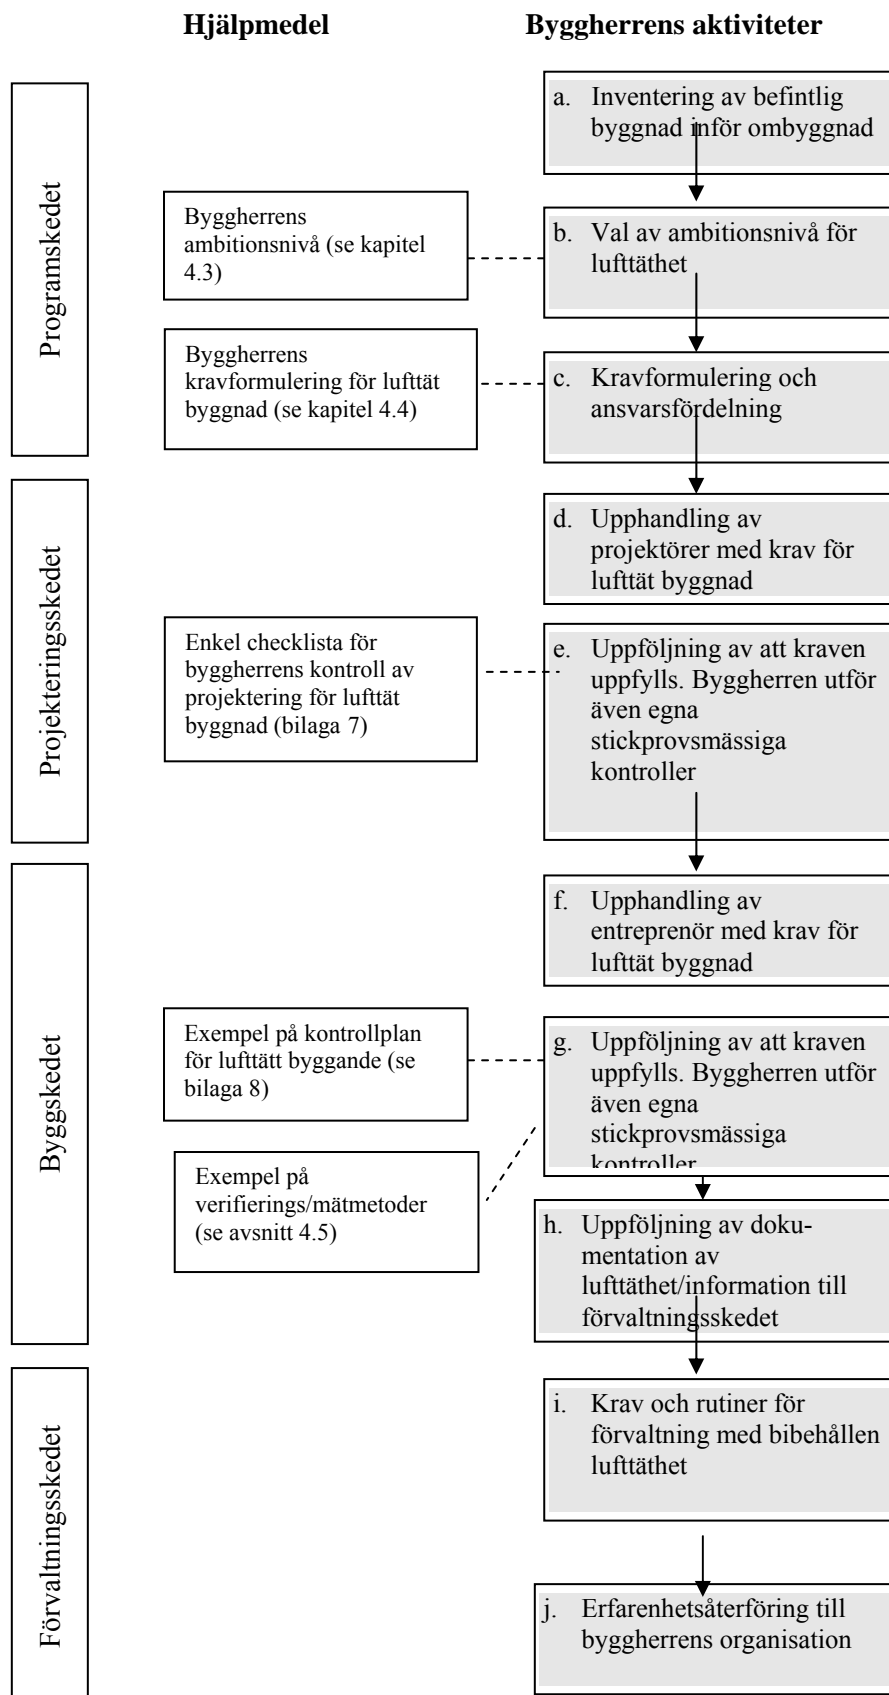 Hjälpmedel
Byggherrens aktiviteter
Programskedet
a. Inventering av befintlig
byggnad inför ombyggnad
Byggherrens
ambitionsnivå (se kapitel
4.3)
b. Val av ambitionsnivå för
lufttäthet
Byggherrens
kravformulering för lufttät
byggnad (se kapitel 4.4)
c. Kravformulering och
ansvarsfördelning
Projekteringsskedet
d. Upphandling av
projektörer med krav för
lufttät byggnad
Enkel checklista för
byggherrens kontroll av
projektering för lufttät
byggnad (bilaga 7)
e. Uppföljning av att kraven
uppfylls. Byggherren utför
även egna
stickprovsmässiga
kontroller
Byggskedet
f. Upphandling av
entreprenör med krav för
lufttät byggnad
Exempel på kontrollplan
för lufttätt byggande (se
bilaga 8)
g. Uppföljning av att kraven
uppfylls. Byggherren utför
även egna
stickprovsmässiga
kontroller
Exempel på
verifierings/mätmetoder
(se avsnitt 4.5)
h. Uppföljning av doku-
mentation av
lufttäthet/information till
förvaltningsskedet
Förvaltningsskedet
i. Krav och rutiner för
förvaltning med bibehållen
lufttäthet
j. Erfarenhetsåterföring till
byggherrens organisation